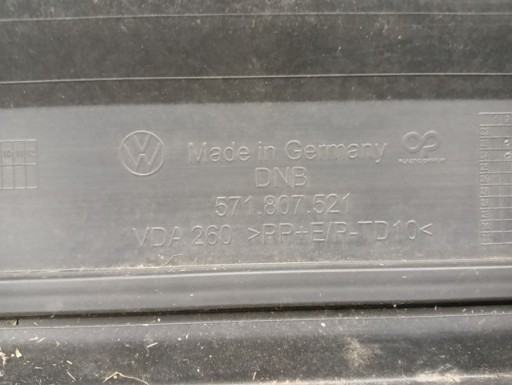 Made in Germany
DNB
571.807.521
VDA 260 >PP+E/P-TD10<